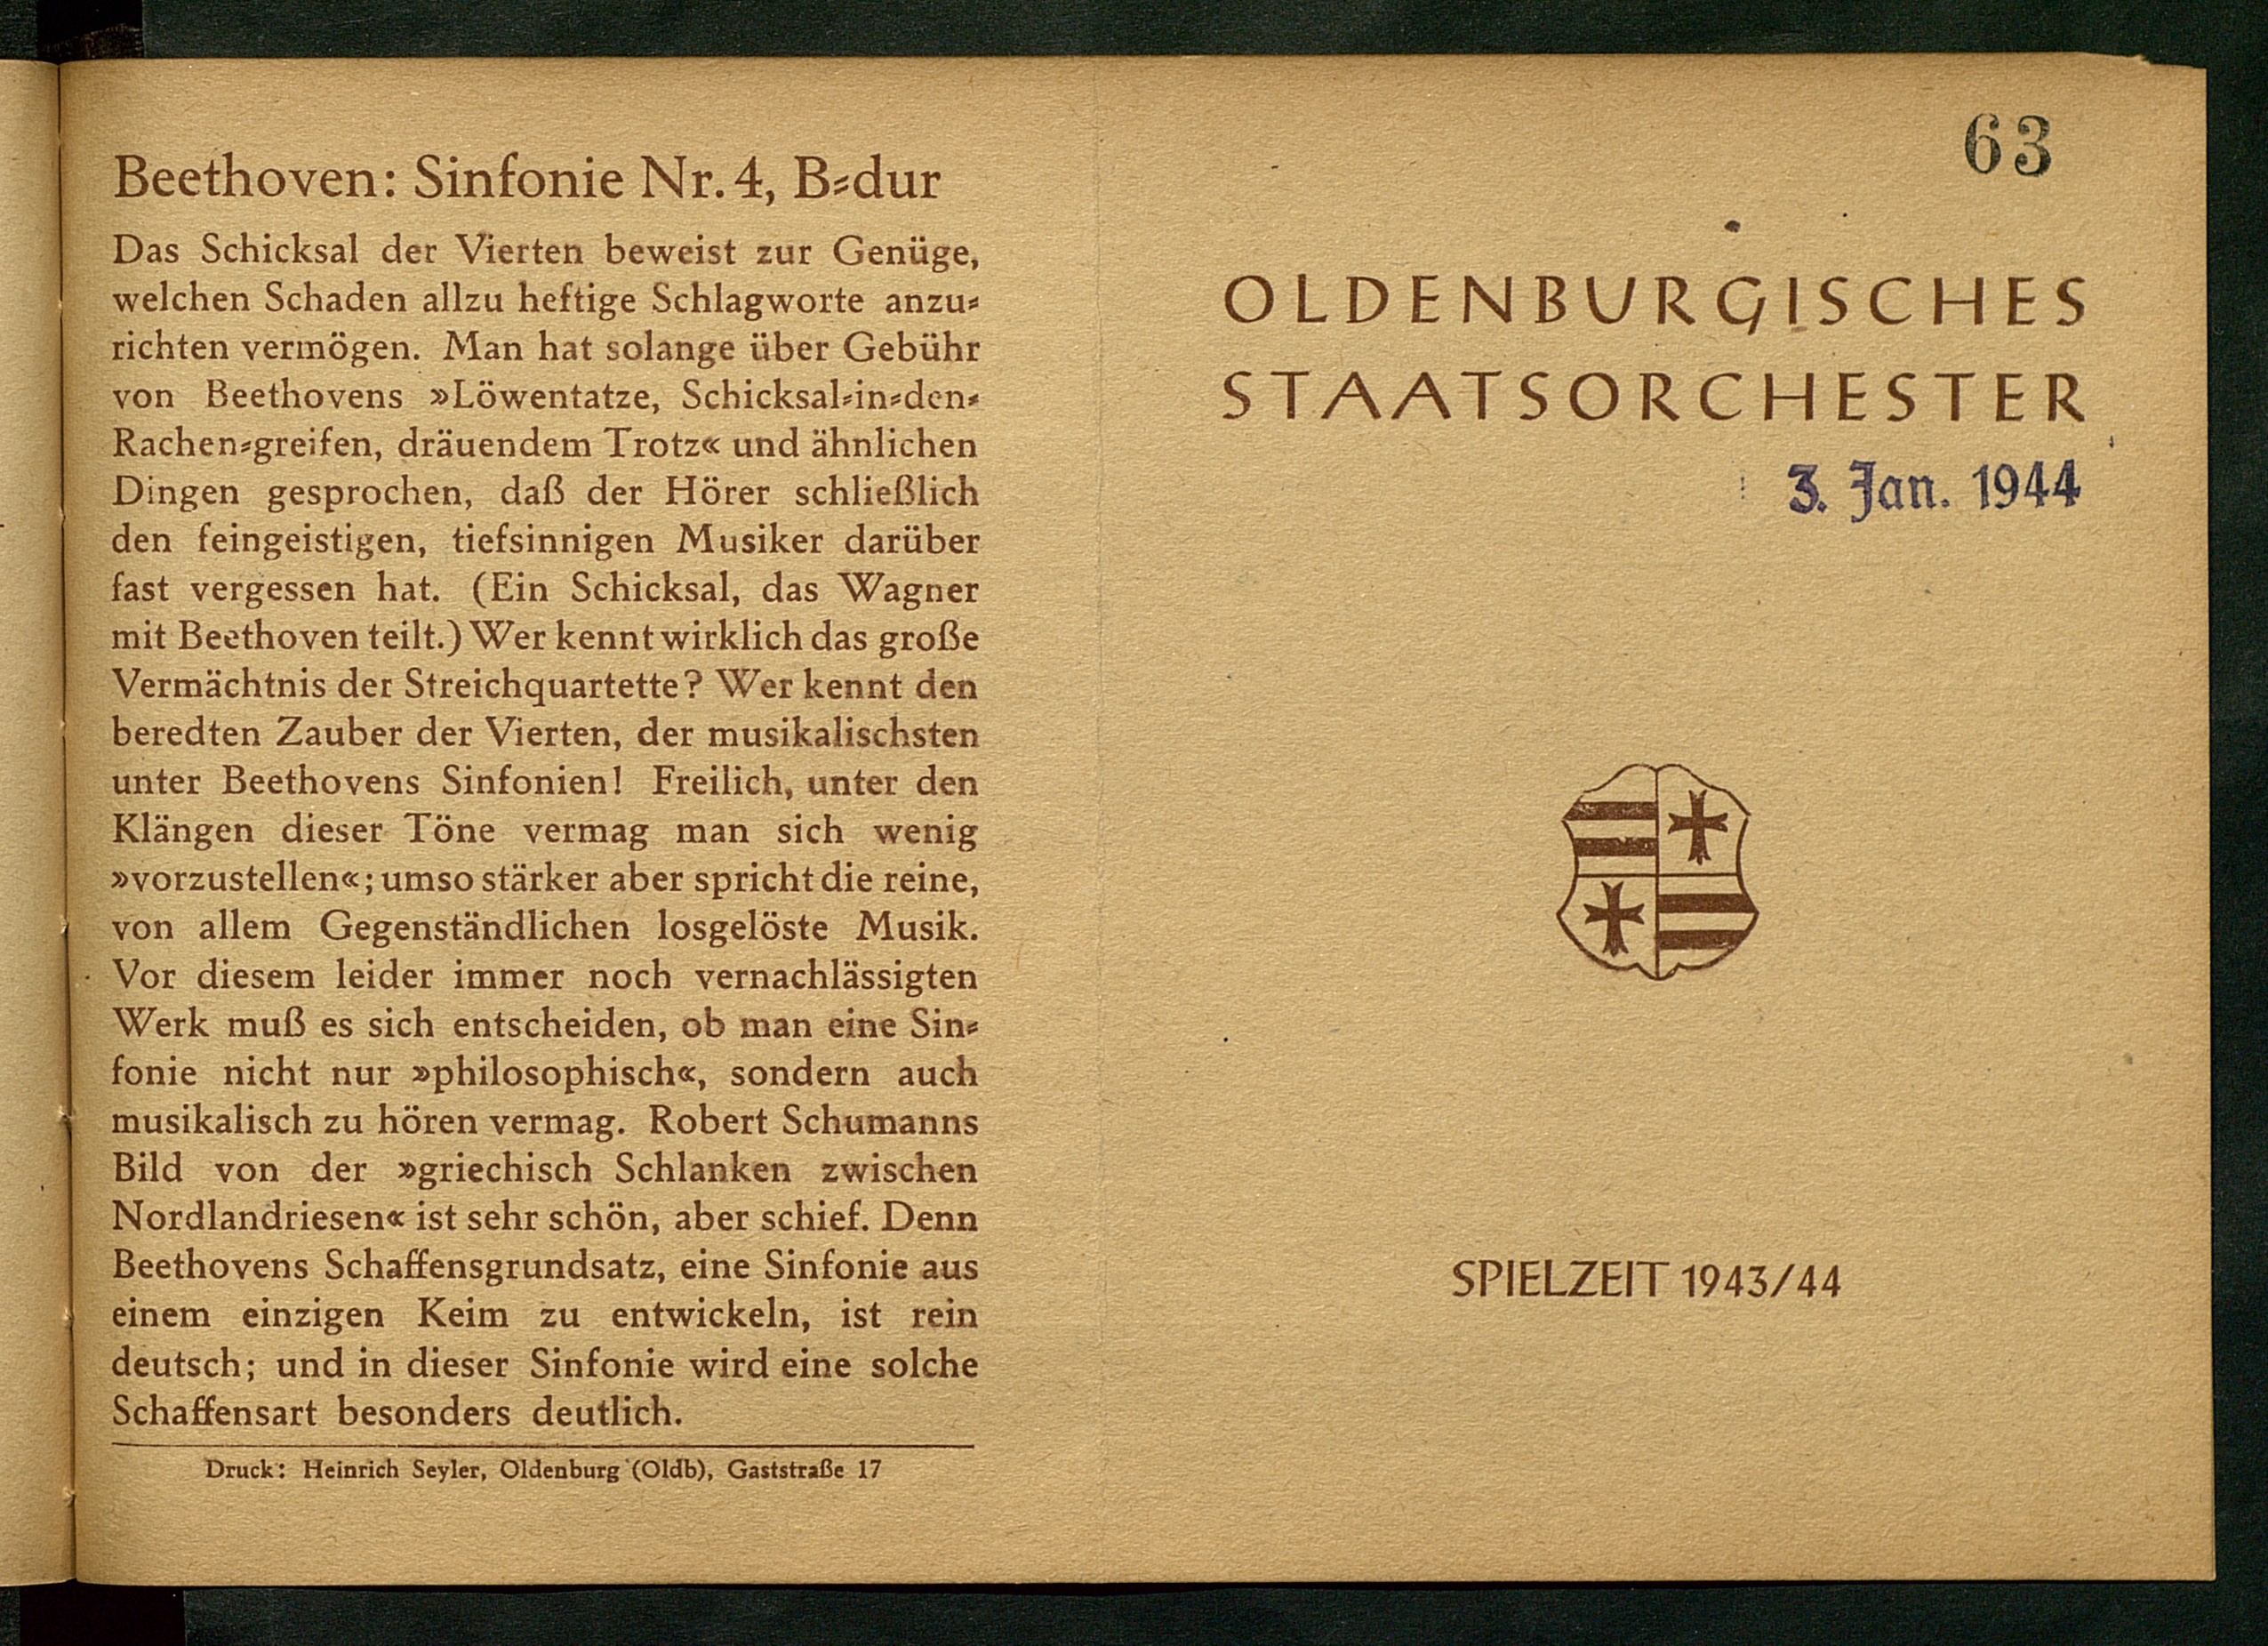 Beethoven: Sinfonie Nr. 4, B⸗dur
Das Schicksal der Vierten beweist zur Genüge,
welchen Schaden allzu heftige Schlagworte anzu⸗
richten vermögen. Man hat solange über Gebühr
von Beethovens »Löwentatze, Schicksal⸗in⸗den⸗
Rachen⸗greifen, dräuendem Trotz« und ähnlichen
Dingen gesprochen, daß der Hörer schließlich
den feingeistigen, tiefsinnigen Musiker darüber
fast vergessen hat. (Ein Schicksal, das Wagner
mit Beethoven teilt.) Wer kennt wirklich das große
Vermächtnis der Streichquartette? Wer kennt den
beredten Zauber der Vierten, der musikalischsten
unter Beethovens Sinfonien! Freilich, unter den
Klängen dieser Töne vermag man sich wenig
»vorzustellen«; umso stärker aber spricht die reine,
von allem Gegenständlichen losgelöste Musik.
Vor diesem leider immer noch vernachlässigten
Werk muß es sich entscheiden, ob man eine Sin⸗
fonie nicht nur »philosophisch«, sondern auch
musikalisch zu hören vermag. Robert Schumanns
Bild von der »griechisch Schlanken zwischen
Nordlandriesen« ist sehr schön, aber schief. Denn
Beethovens Schaffensgrundsatz, eine Sinfonie aus
einem einzigen Keim zu entwickeln, ist rein
deutsch; und in dieser Sinfonie wird eine solche
Schaffensart besonders deutlich.
Druck: Heinrich Seyler, Oldenburg (Oldb), Gaststraße 17
63
OLDENBURGISCHES
STAATSORCHESTER
3. Jan. 1944
SPIELZEIT 1943/44